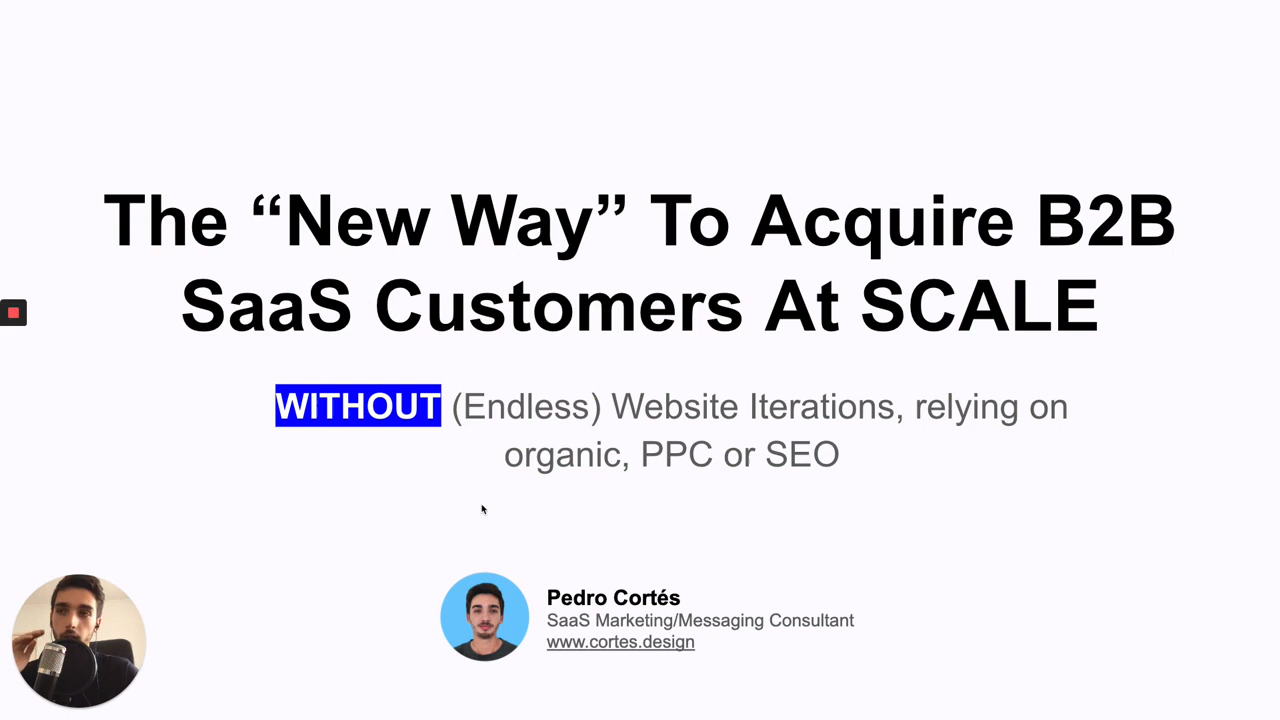 The “New Way” To Acquire B2B
SaaS Customers At SCALE
WITHOUT (Endless) Website Iterations, relying on
organic, PPC or SEO
Pedro Cortés
SaaS Marketing/Messaging Consultant
www.cortes.design